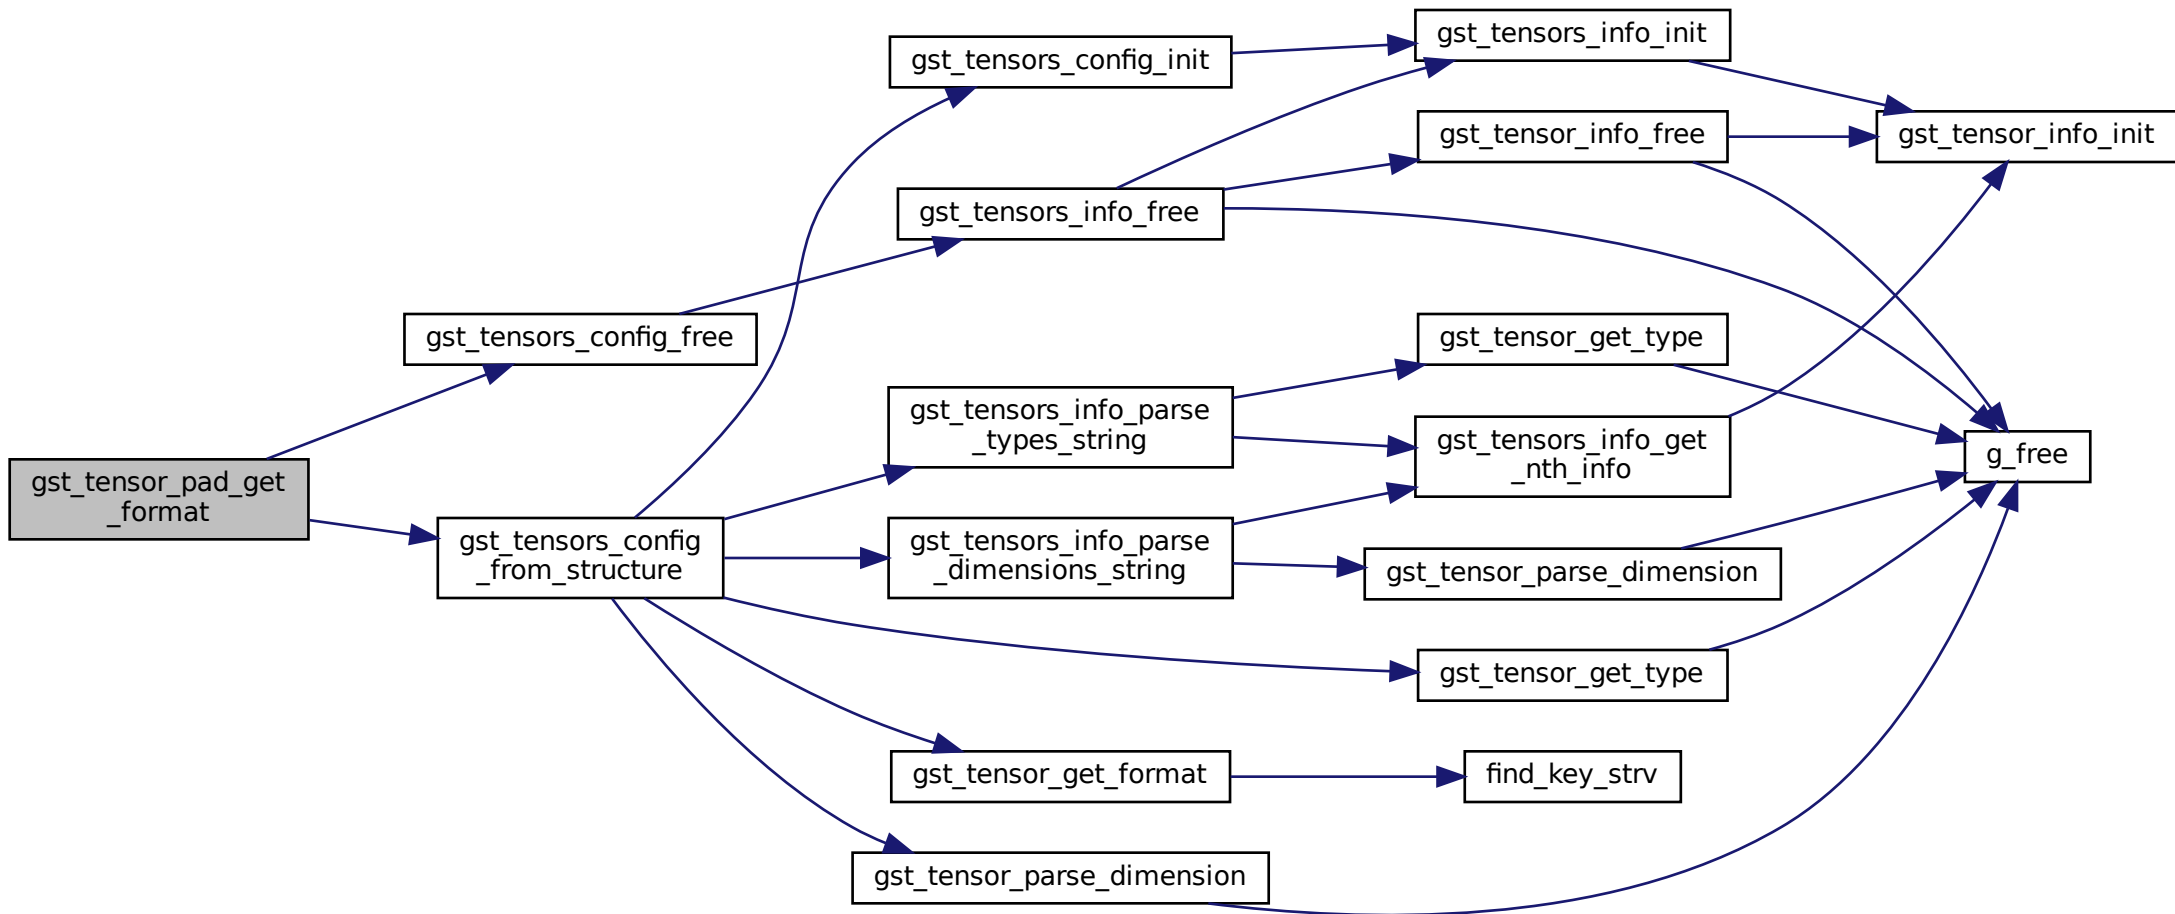 gst_tensors_info_init
gst_tensors_config_init
gst_tensor_info_free
gst_tensor_info_init
gst_tensors_info_free
gst_tensors_config_free
gst_tensor_get_type
gst_tensors_info_parse
_types_string
gst_tensors_info_get
_nth_info
g_free
gst_tensor_pad_get
_format
gst_tensors_config
_from_structure
gst_tensors_info_parse
_dimensions_string
gst_tensor_parse_dimension
gst_tensor_get_type
gst_tensor_get_format
find_key_strv
gst_tensor_parse_dimension